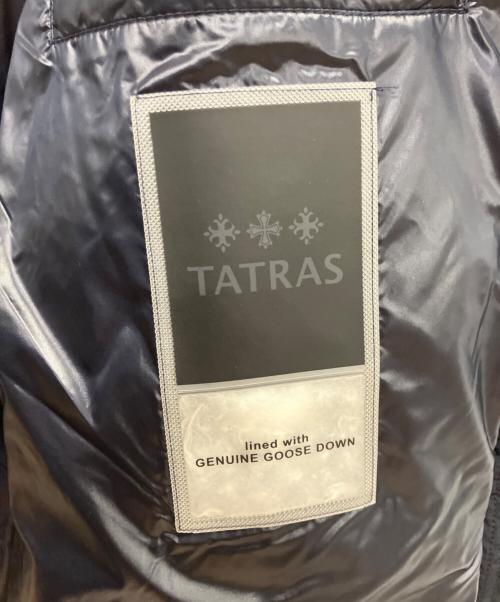 TATRAS
lined with
GENUINE GOOSE DOWN